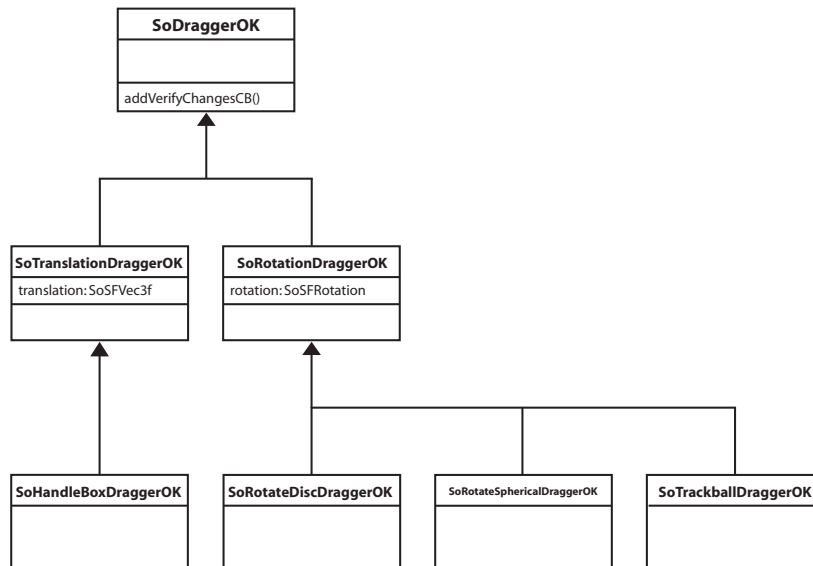 SoDraggerOK
addVerifyChangesCB()
SoTranslationDraggerOK
translation: SoSFVec3f
SoRotationDraggerOK
rotation: SoSFRotation
SoHandleBoxDraggerOK
SoRotateDiscDraggerOK
SoRotateSphericalDraggerOK
SoTrackballDraggerOK